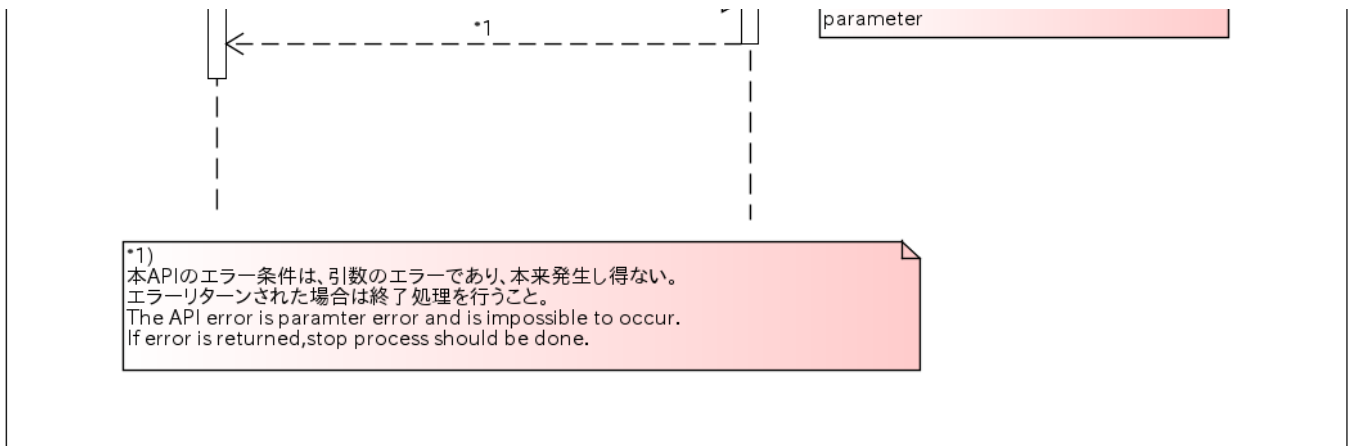 *1
parameter
*1)
本APIのエラー条件は、引数のエラーであり、本来発生し得ない。
エラーリターンされた場合は終了処理を行うこと。
The API error is paramter error and is impossible to occur.
If error is returned,stop process should be done.